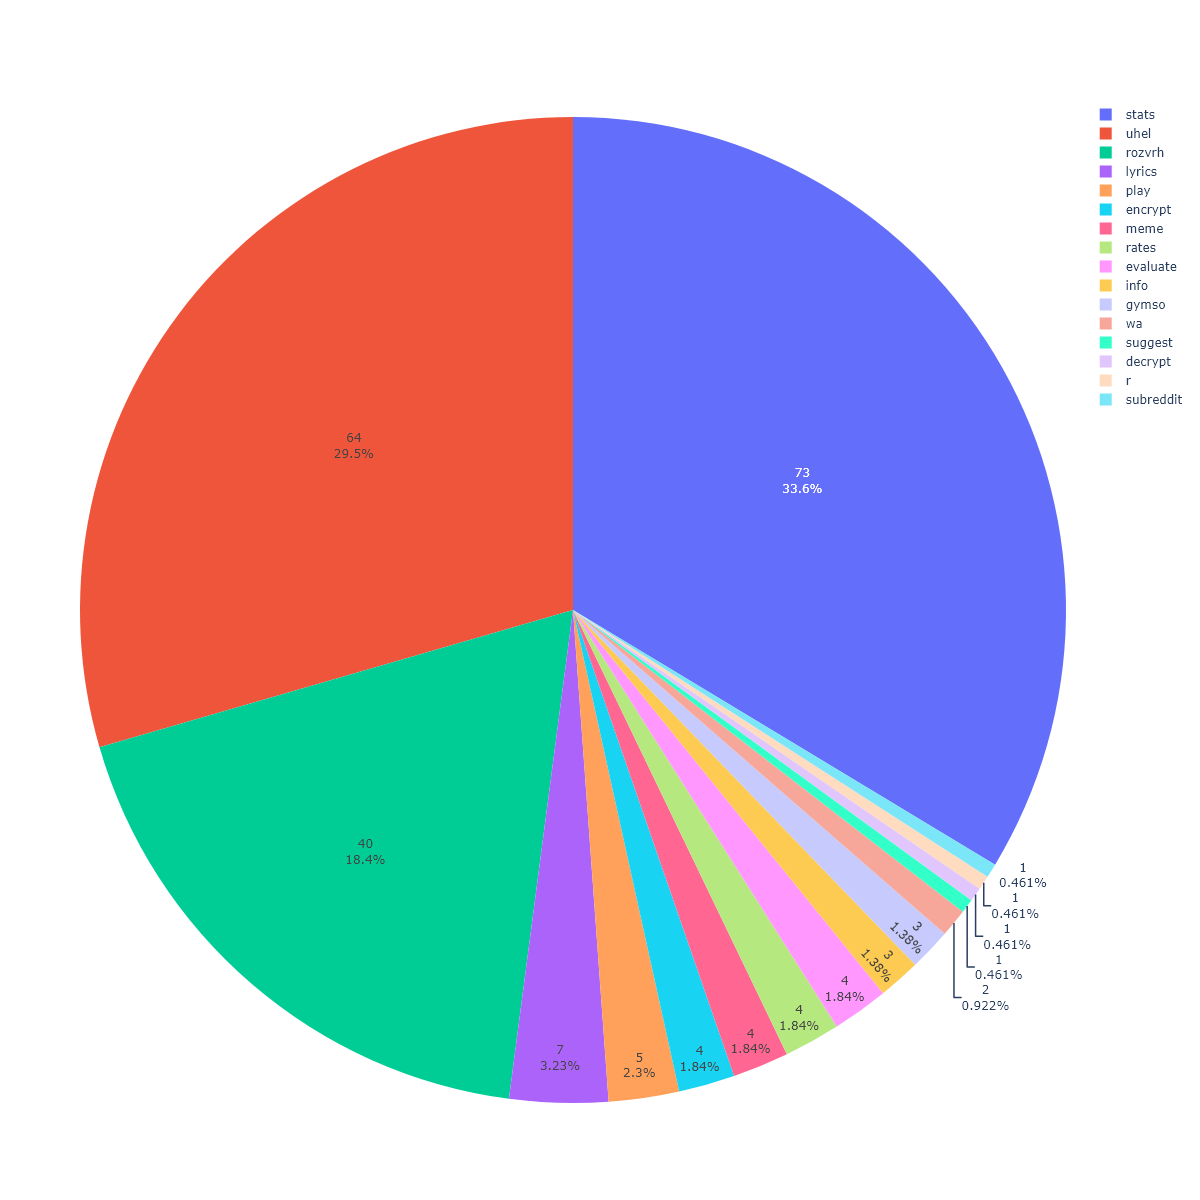 stats
uhel
rozvrh
lyrics
play
encrypt
meme
rates
evaluate
info
gymso
wa
suggest
decrypt
r
subreddit
64
29.5%
73
33.6%
40
18.4%
7
3.23%
5
2.3%
4
1.84%
4
1.84%
4
1.84%
4
1.84%
3
1.38%
3
1.38%
2
0.922%
1
0.461%
1
0.461%
1
0.461%
1
0.461%